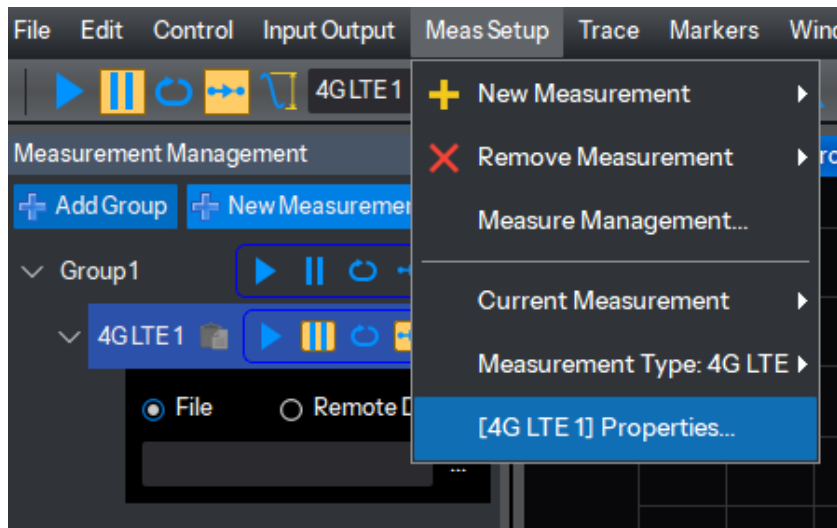 File Edit Control Input Output Meas Setup Trace Markers
4G LTE 1
New Measurement
Measurement Management
Remove Measurement
Add Group
Measure Management...
Group1
Current Measurement
4G LTE 1
Measurement Type: 4G LTE
File Remote
[4G LTE 1] Properties...
...